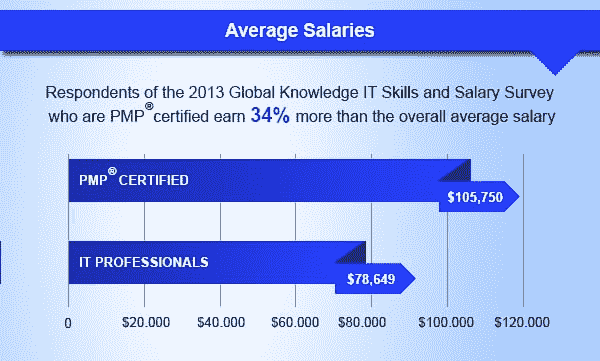 Average Salaries
Respondents of the 2013 Global Knowledge IT Skills and Salary Survey
who are PMP® certified earn 34% more than the overall average salary
PMP® CERTIFIED
$105,750
IT PROFESSIONALS
$78,649
0 $20.000 $40.000 $60.000 $80.000 $100.000 $120.000